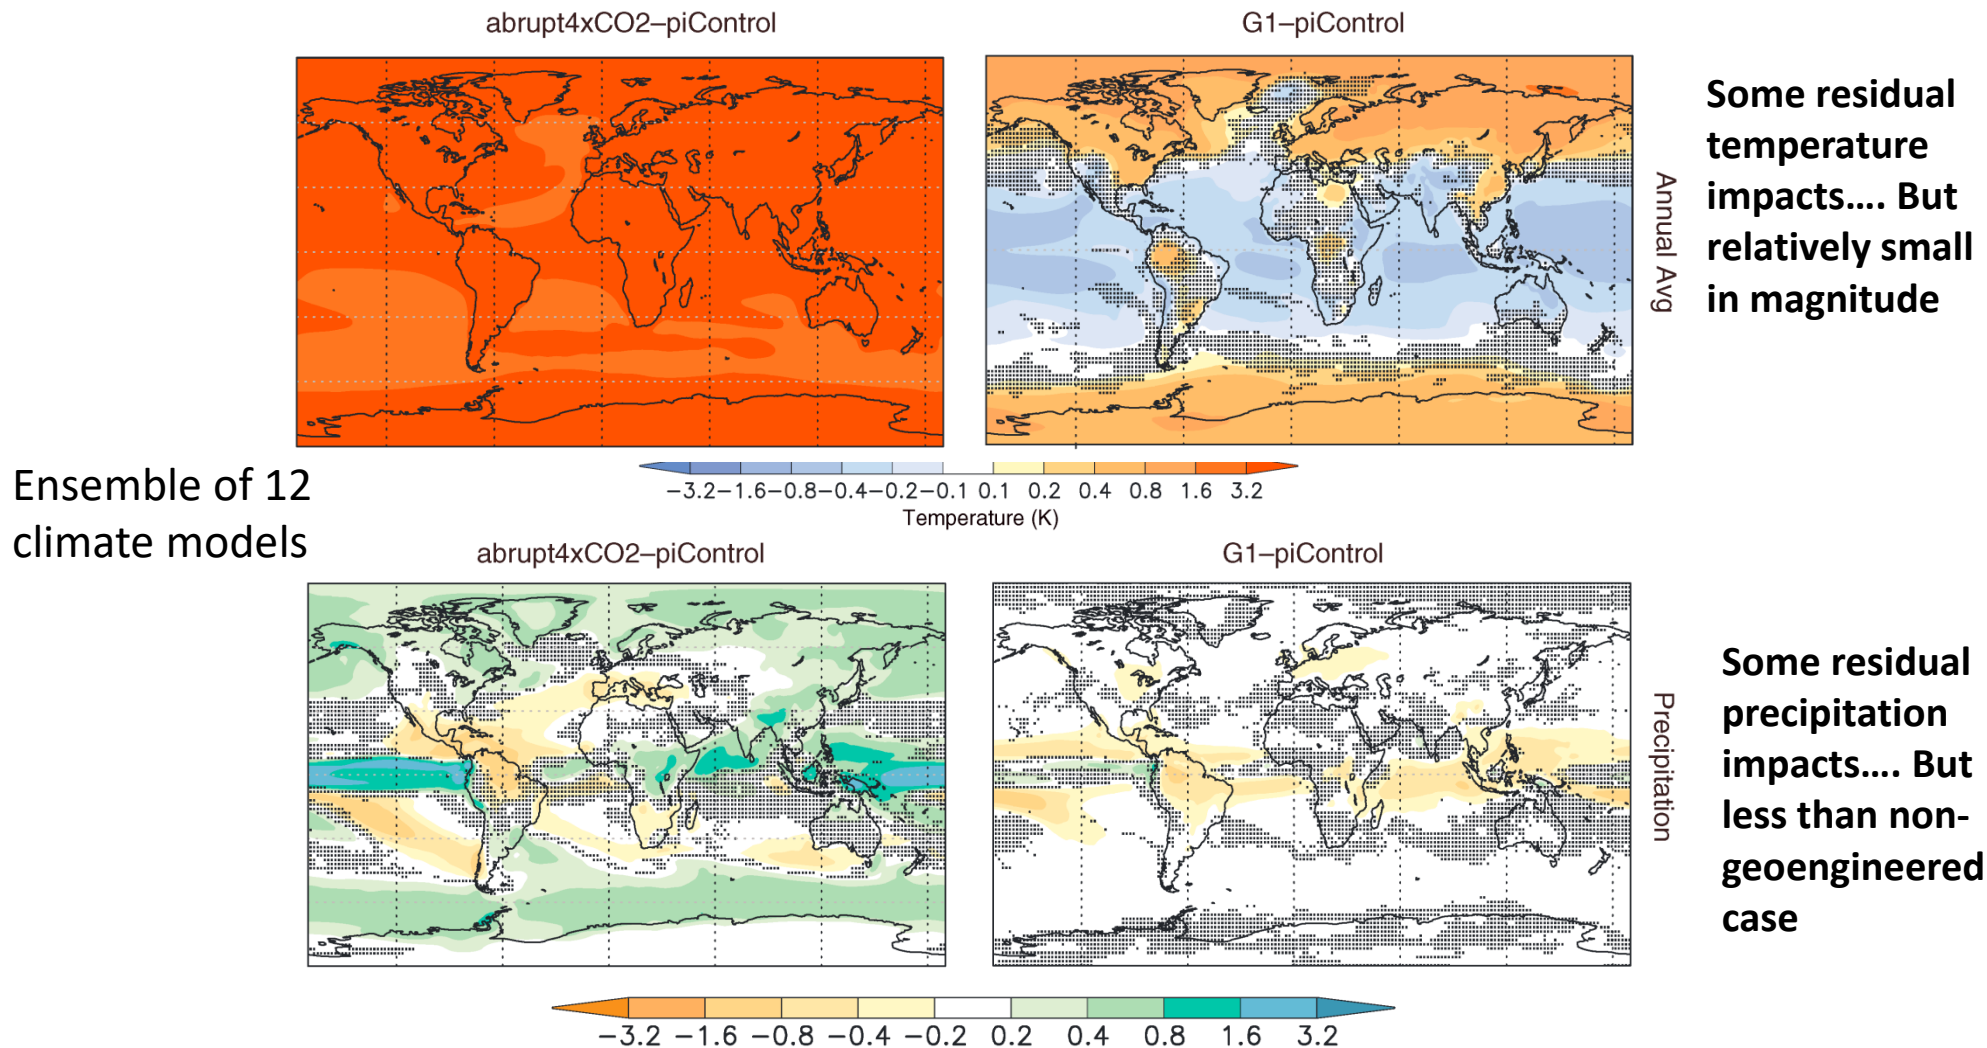 abrupt4xCO2–piControl
G1–piControl
Annual Avg
Some residual
temperature
impacts…. But
relatively small
in magnitude
−3.2−1.6−0.8−0.4−0.2−0.1 0.1 0.2 0.4 0.8 1.6 3.2
Temperature (K)
Ensemble of 12
climate models
abrupt4xCO2–piControl
G1–piControl
Precipitation
Some residual
precipitation
impacts…. But
less than non-
geoengineered
case
−3.2 −1.6 −0.8 −0.4 −0.2 0.2 0.4 0.8 1.6 3.2